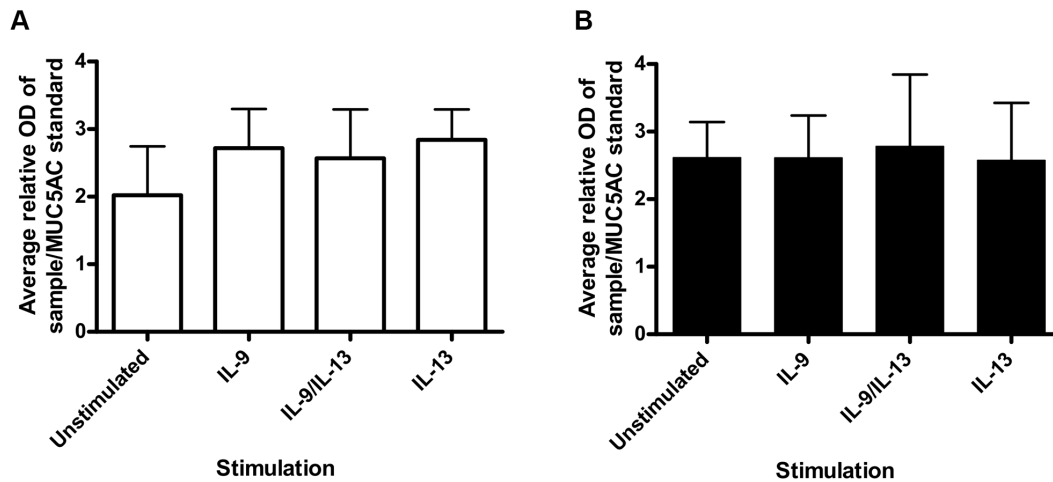 A
Average relative OD of
sample/MUC5AC standard
4
3
2
1
0
Unstimulated
IL-9
IL-9/IL-13
IL-13
Stimulation
B
Average relative OD of
sample/MUC5AC standard
4
3
2
1
0
Unstimulated
IL-9
IL-9/IL-13
IL-13
Stimulation